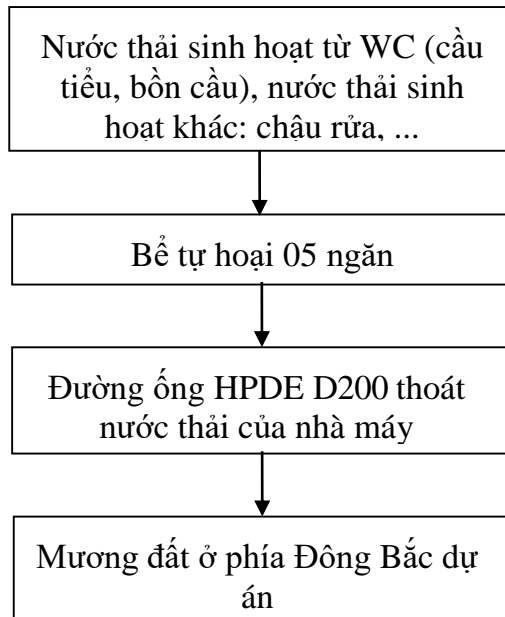 Nước thải sinh hoạt từ WC (cầu
tiểu, bồn cầu), nước thải sinh
hoạt khác: chậu rửa, ...
Bể tự hoại 05 ngăn
Đường ống HPDE D200 thoát
nước thải của nhà máy
Mương đất ở phía Đông Bắc dự
án